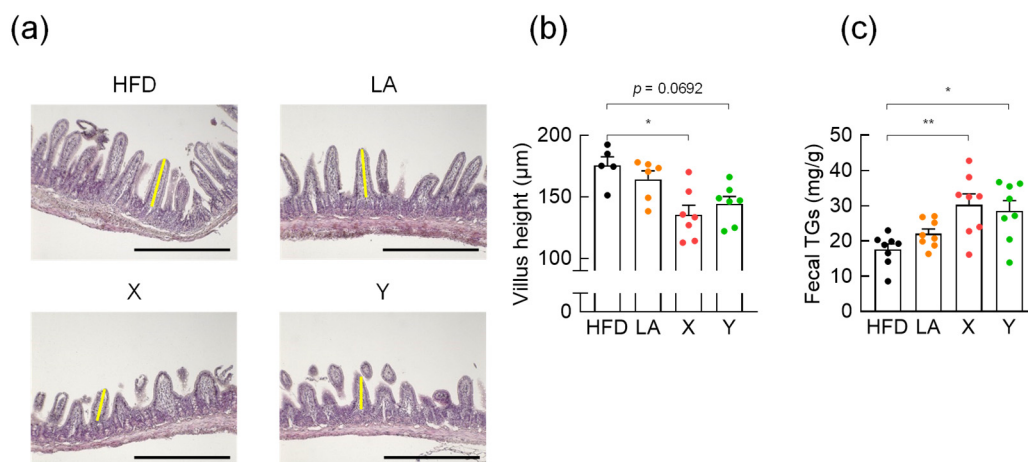 (a)
HFD
LA
X
Y
(b)
p = 0.0692
*
Villus height (μm)
200
150
100
0
HFD LA X Y
(c)
*
**
Fecal TGs (mg/g)
50
40
30
20
10
0
HFD LA X Y